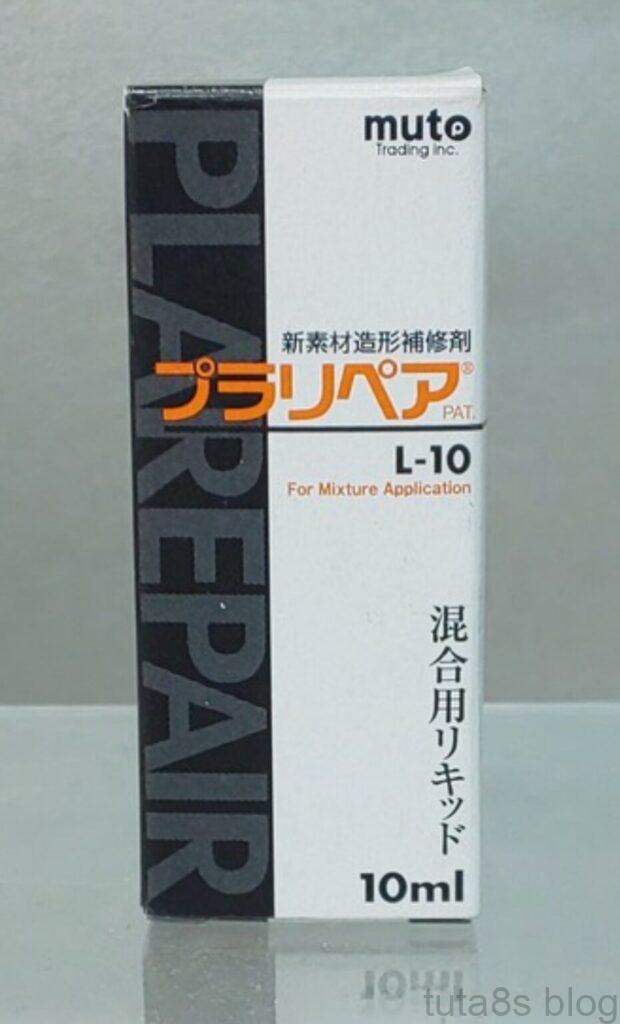 muto
Trading Inc.
PLAREPAIR
新素材造形補修剤
プラリペア®
PAT.
L-10
For Mixture Application
混合用リキッド
10ml
tuta8s blog